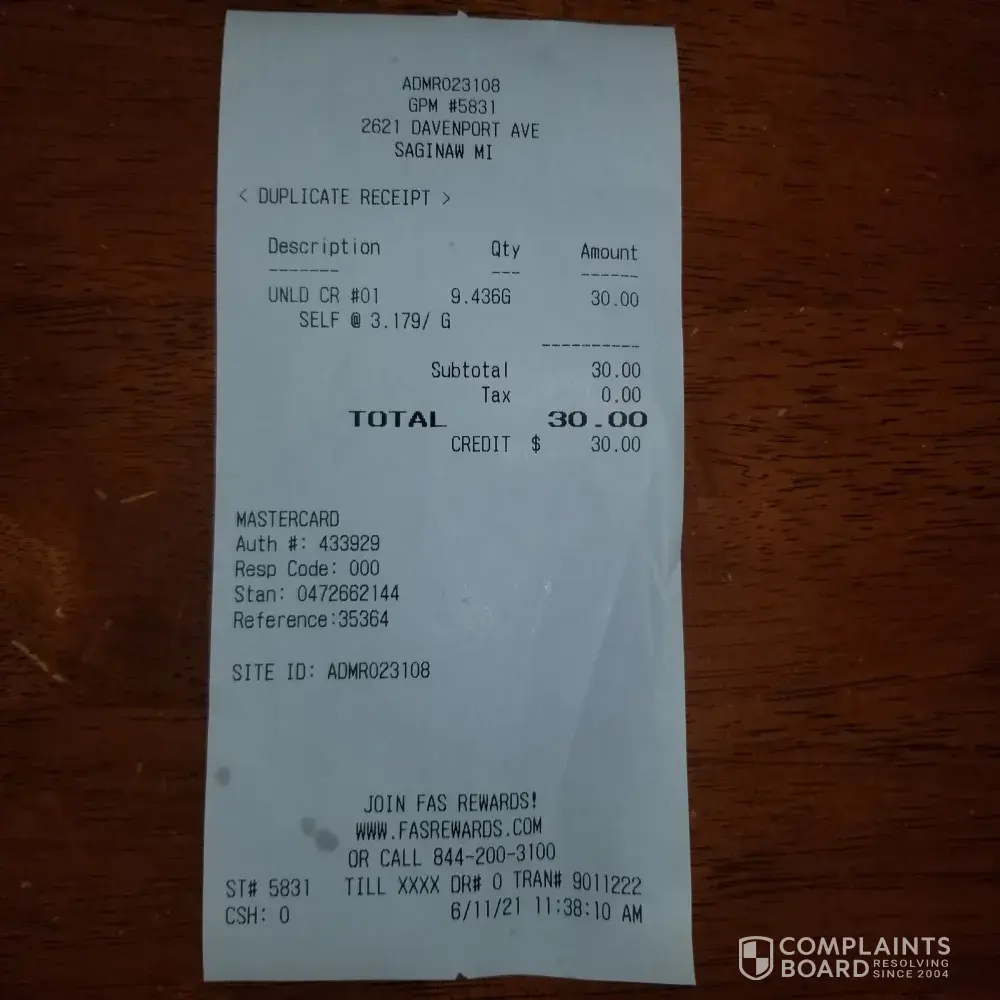 ADMR023108
GPM #5831
2621 DAVENPORT AVE
SAGINAW MI
< DUPLICATE RECEIPT >
Description Qty Amount
------- --- ------
UNLD CR #01 9.436G 30.00
SELF @ 3.179/ G
----------
Subtotal 30.00
Tax 0.00
TOTAL 30.00
CREDIT $ 30.00
MASTERCARD
Auth #: 433929
Resp Code: 000
Stan: 0472662144
Reference:35364
SITE ID: ADMR023108
JOIN FAS REWARDS!
WWW.FASREWARDS.COM
OR CALL 844-200-3100
ST# 5831 TILL XXXX DR# 0 TRAN# 9011222
CSH: 0 6/11/21 11:38:10 AM
COMPLAINTS
BOARD RESOLVING
SINCE 2004